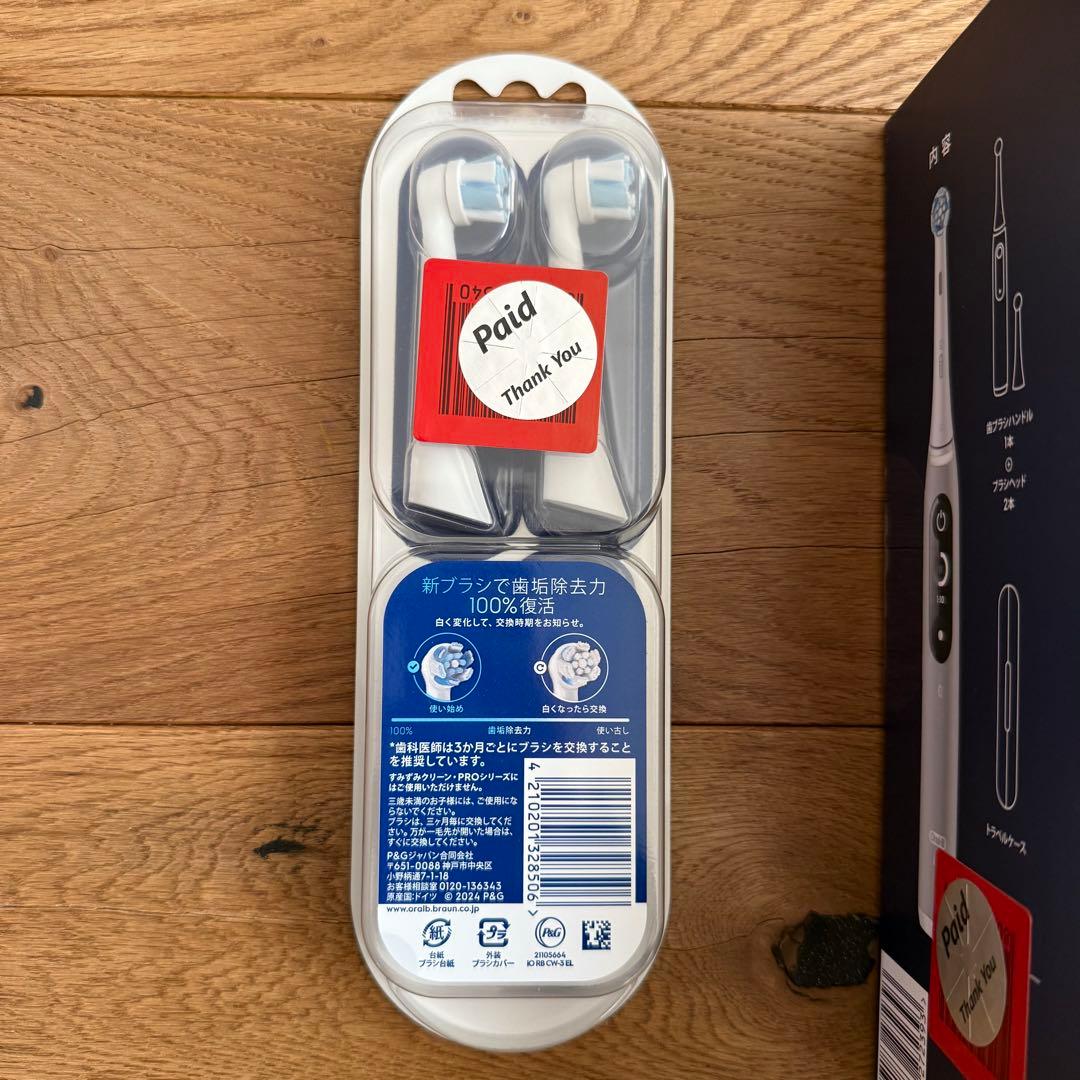 Paid
Thank You
新ブラシで歯垢除去力
100%復活
白く変化して、交換時期をお知らせ。
使い始め
白くなったら交換
100%
歯垢除去力
使い古し
*歯科医師は3か月ごとにブラシを交換すること
を推奨しています。
すみずみクリーン・PROシリーズに
はご使用いただけません。
三歳未満のお子様には、ご使用にな
らないでください。
ブラシは、三ヶ月毎に交換してくだ
さい。万が一毛先が開いた場合は、
すぐに交換してください。
P&Gジャパン合同会社
〒651-0088 神戸市中央区
小野柄通7-1-18
お客様相談室 0120-136343
原産国:ドイツ © 2024 P&G
www.oralb.braun.co.jp
4 210201 328506 >
紙
台紙
ブラシ台紙
プラ
外装
ブラシカバー
P&G
21105664
iO RB CW-3 EL
内容
歯ブラシハンドル
1本
ブラシヘッド
2本
トラベルケース
Paid
Thank You